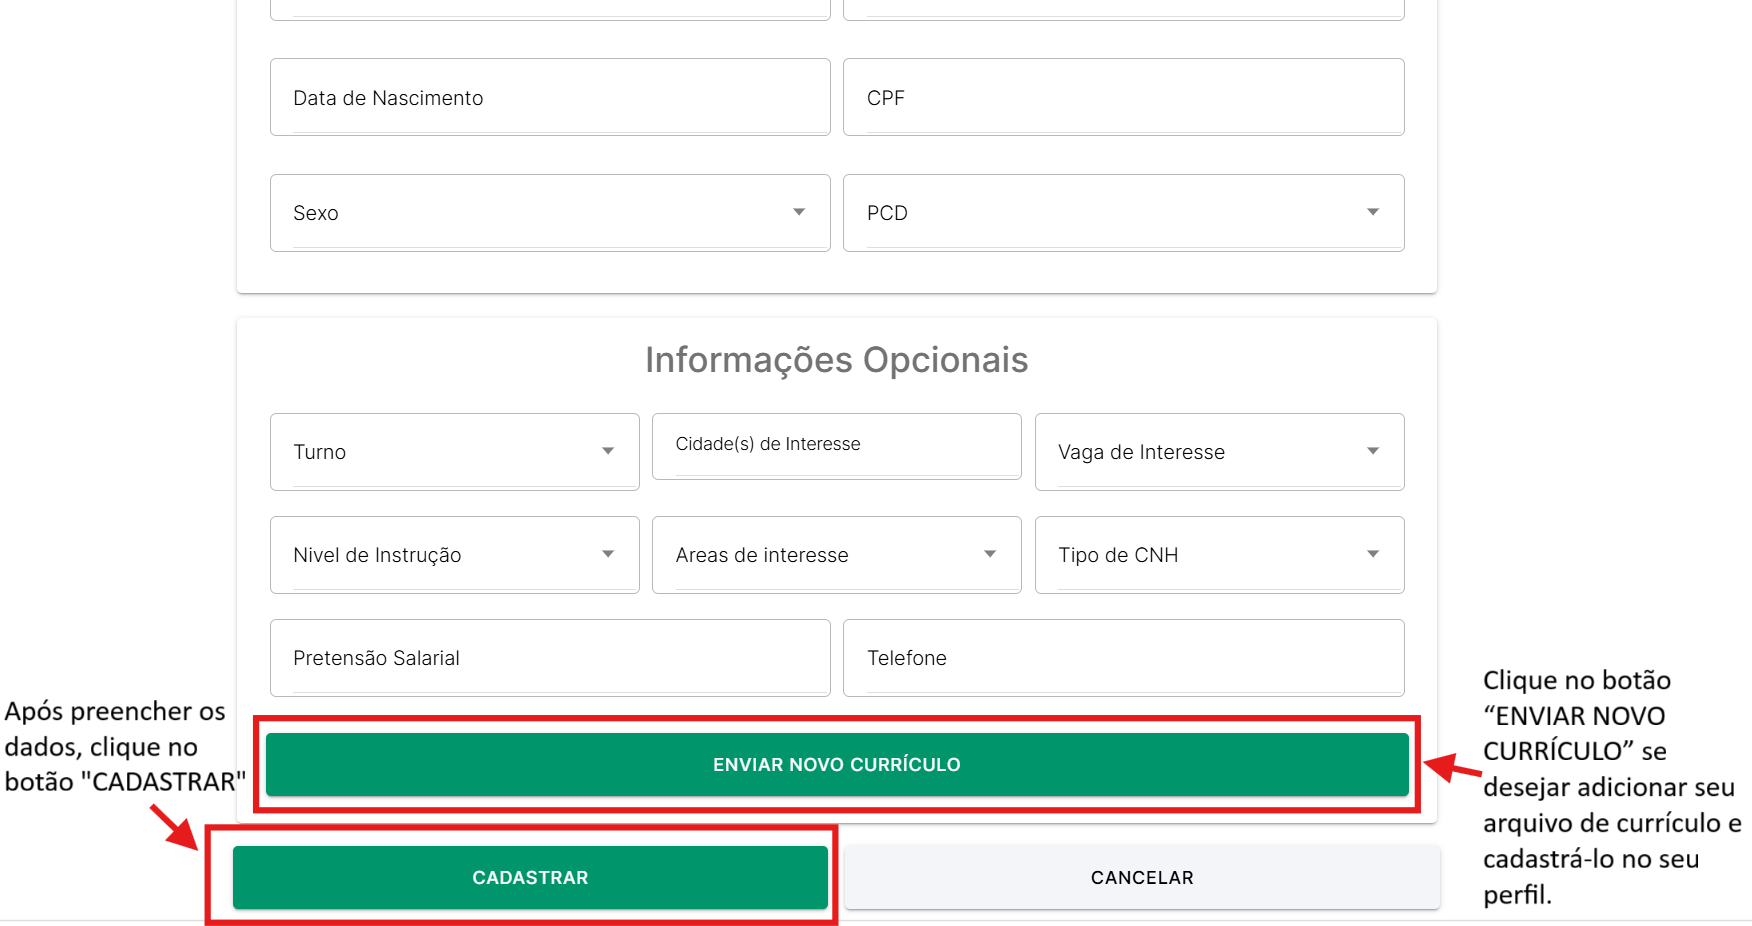 Data de Nascimento
CPF
Sexo
PCD
Informações Opcionais
Turno
Cidade(s) de Interesse
Vaga de Interesse
Nivel de Instrução
Areas de interesse
Tipo de CNH
Pretensão Salarial
Telefone
Após preencher os
dados, clique no
botão "CADASTRAR"
ENVIAR NOVO CURRÍCULO
Clique no botão
“ENVIAR NOVO
CURRÍCULO” se
desejar adicionar seu
arquivo de currículo e
cadastrá-lo no seu
perfil.
CADASTRAR
CANCELAR